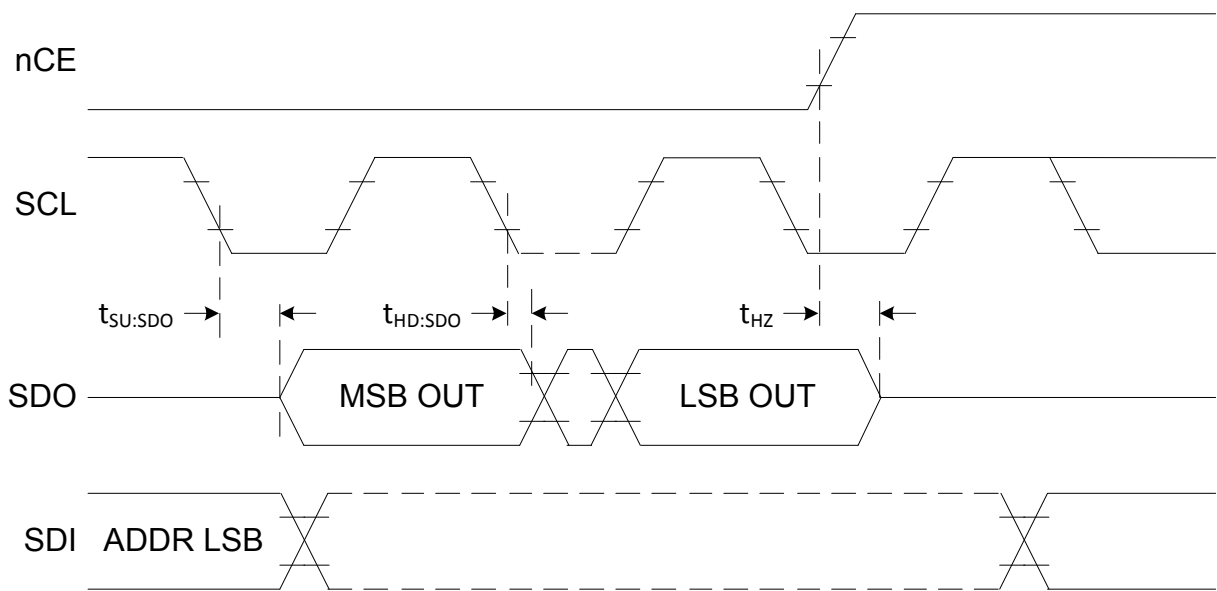 nCE
SCL
tSU:SDO
tHD:SDO
tHZ
SDO
MSB OUT
LSB OUT
SDI
ADDR LSB